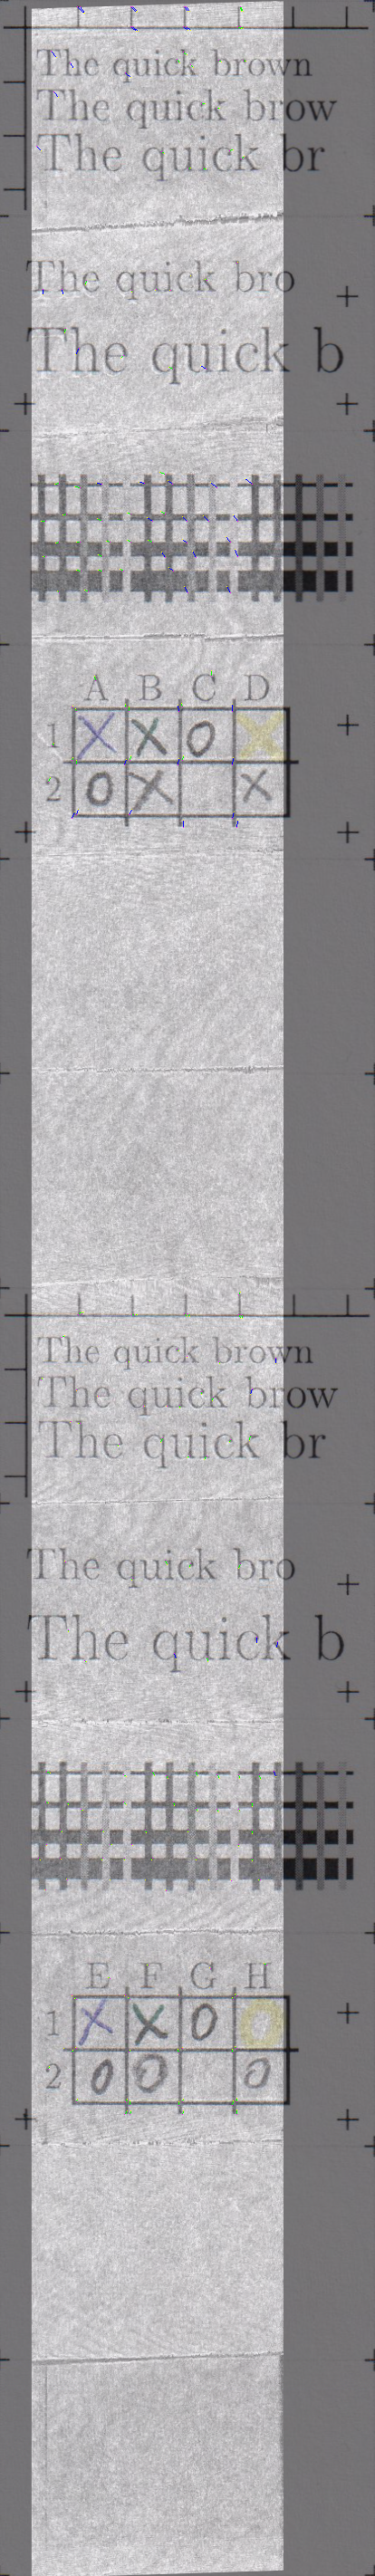 The quick brown
The quick brow
The quick br
The quick bro
The quick b
A B C D
1 X X O X
2 O X X
The quick brown
The quick brow
The quick br
The quick bro
The quick b
E F G H
1 X X O O
2 O O O